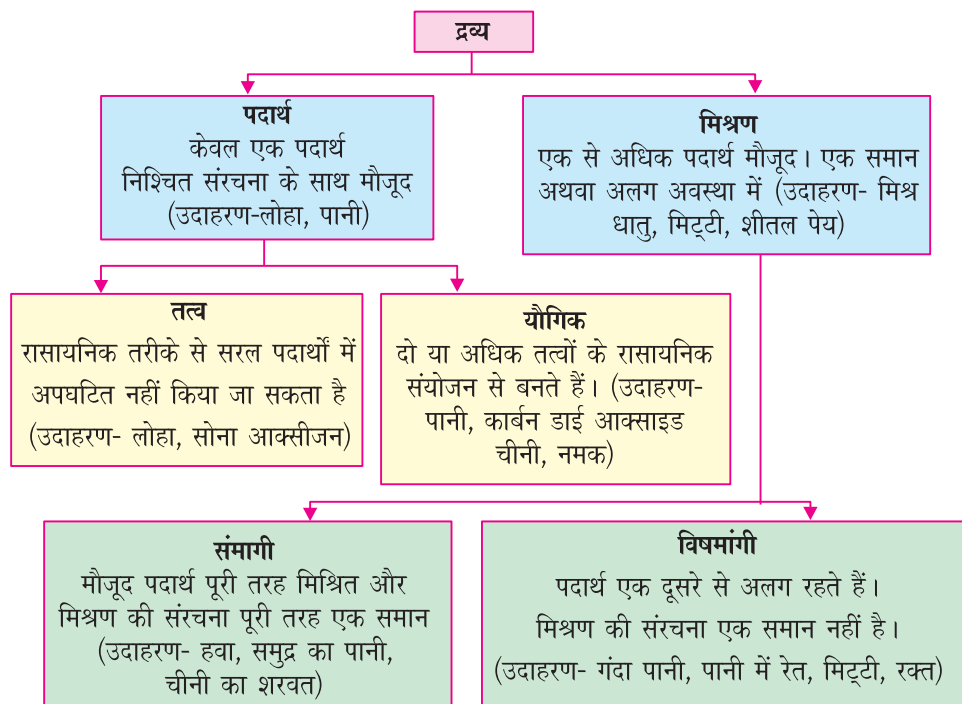 द्रव्य
पदार्थ
केवल एक पदार्थ
निश्चित संरचना के साथ मौजूद
(उदाहरण-लोहा, पानी)
मिश्रण
एक से अधिक पदार्थ मौजूद। एक समान
अथवा अलग अवस्था में (उदाहरण- मिश्र
धातु, मिट्टी, शीतल पेय)
तत्व
रासायनिक तरीके से सरल पदार्थों में
अपघटित नहीं किया जा सकता है
(उदाहरण- लोहा, सोना आक्सीजन)
यौगिक
दो या अधिक तत्वों के रासायनिक
संयोजन से बनते हैं। (उदाहरण-
पानी, कार्बन डाई आक्साइड
चीनी, नमक)
संमागी
मौजूद पदार्थ पूरी तरह मिश्रित और
मिश्रण की संरचना पूरी तरह एक समान
(उदाहरण- हवा, समुद्र का पानी,
चीनी का शरवत)
विषमांगी
पदार्थ एक दूसरे से अलग रहते हैं।
मिश्रण की संरचना एक समान नहीं है।
(उदाहरण- गंदा पानी, पानी में रेत, मिट्टी, रक्त)